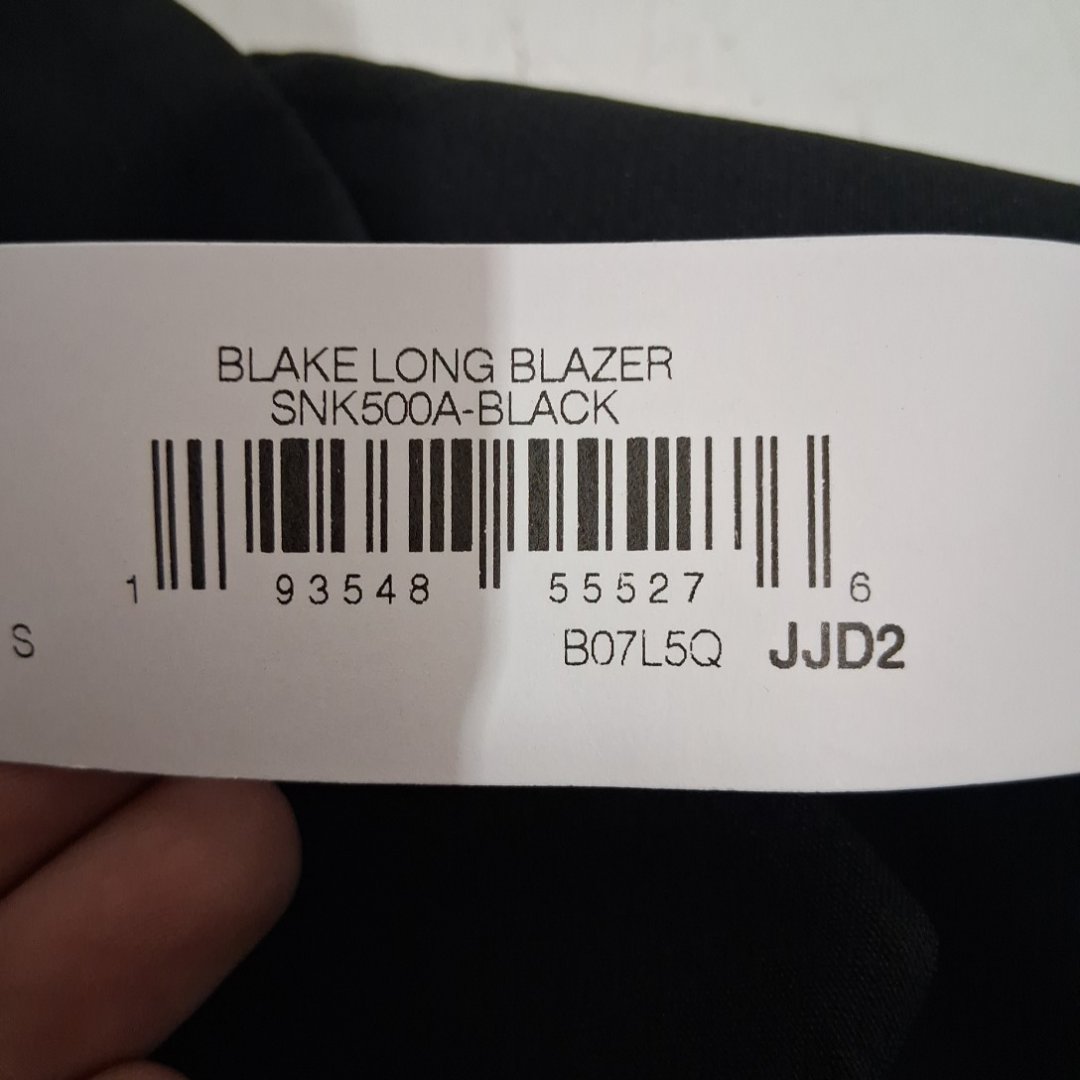 BLAKE LONG BLAZER
SNK500A-BLACK
1 93548 55527 6
S B07L5Q JJD2